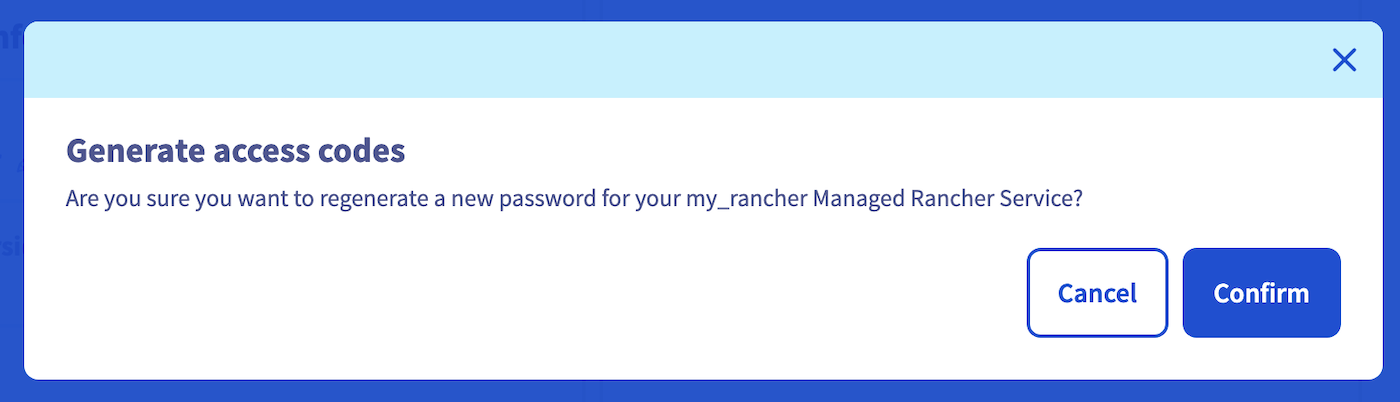 Generate access codes
Are you sure you want to regenerate a new password for your my_rancher Managed Rancher Service?
Cancel
Confirm